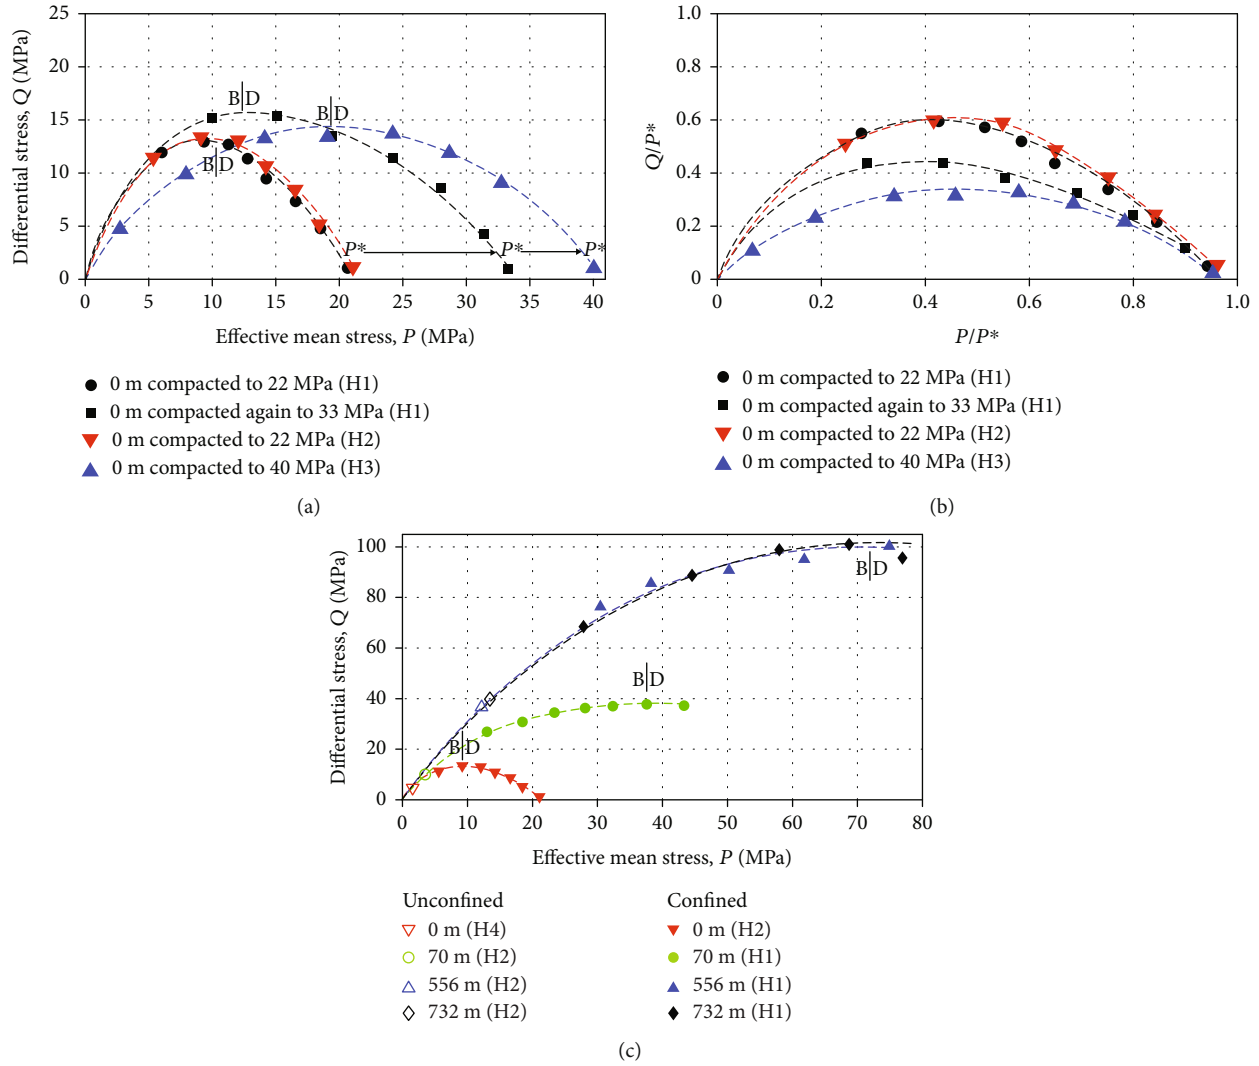 25
20
15
10
5
0
Differential stress, Q (MPa)
B|D
B|D
B|D
P*
P*
P*
0 5 10 15 20 25 30 35 40
Effective mean stress, P (MPa)
0 m compacted to 22 MPa (H1)
0 m compacted again to 33 MPa (H1)
0 m compacted to 22 MPa (H2)
0 m compacted to 40 MPa (H3)
(a)
1.0
0.8
0.6
0.4
0.2
0
Q/P*
0 0.2 0.4 0.6 0.8 1.0
P/P*
0 m compacted to 22 MPa (H1)
0 m compacted again to 33 MPa (H1)
0 m compacted to 22 MPa (H2)
0 m compacted to 40 MPa (H3)
(b)
100
80
60
40
20
0
Differential stress, Q (MPa)
B|D
B|D
B|D
0 10 20 30 40 50 60 70 80
Effective mean stress, P (MPa)
Unconfined
0 m (H4)
70 m (H2)
556 m (H2)
732 m (H2)
Confined
0 m (H2)
70 m (H1)
556 m (H1)
732 m (H1)
(c)